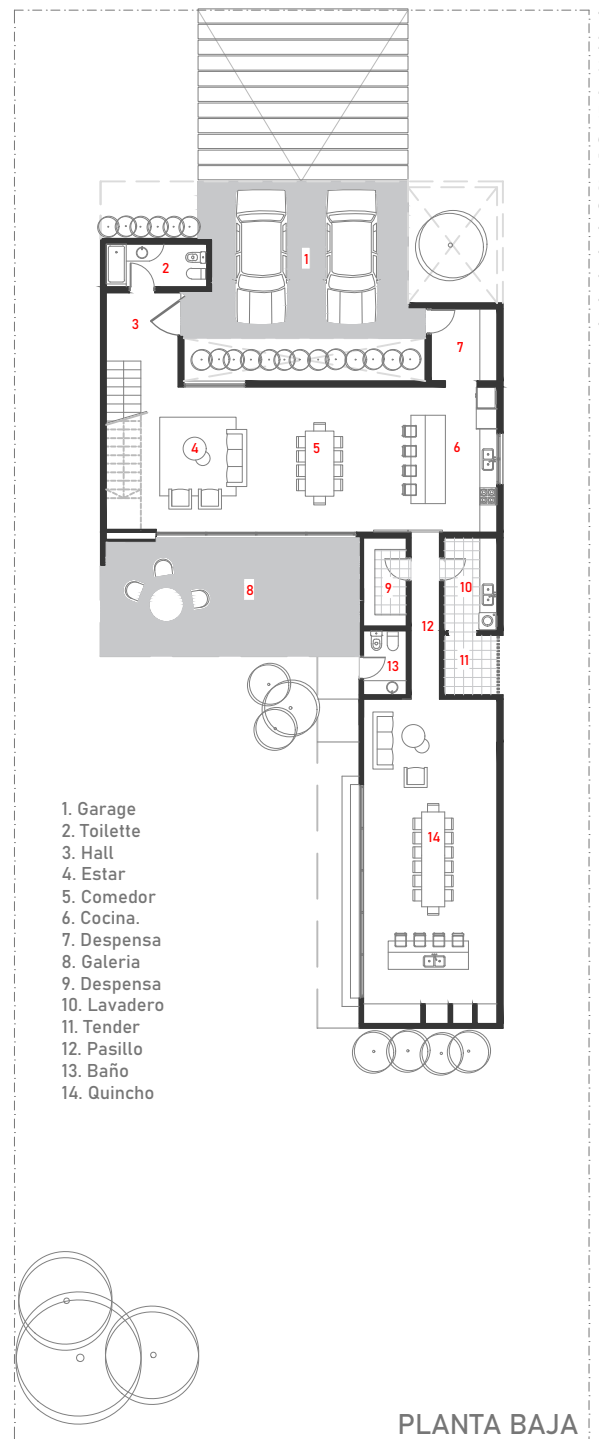 1
2
3
7
4
5
6
8
9
10
12
11
13
14
1. Garage
2. Toilette
3. Hall
4. Estar
5. Comedor
6. Cocina.
7. Despensa
8. Galeria
9. Despensa
10. Lavadero
11. Tender
12. Pasillo
13. Baño
14. Quincho
PLANTA BAJA